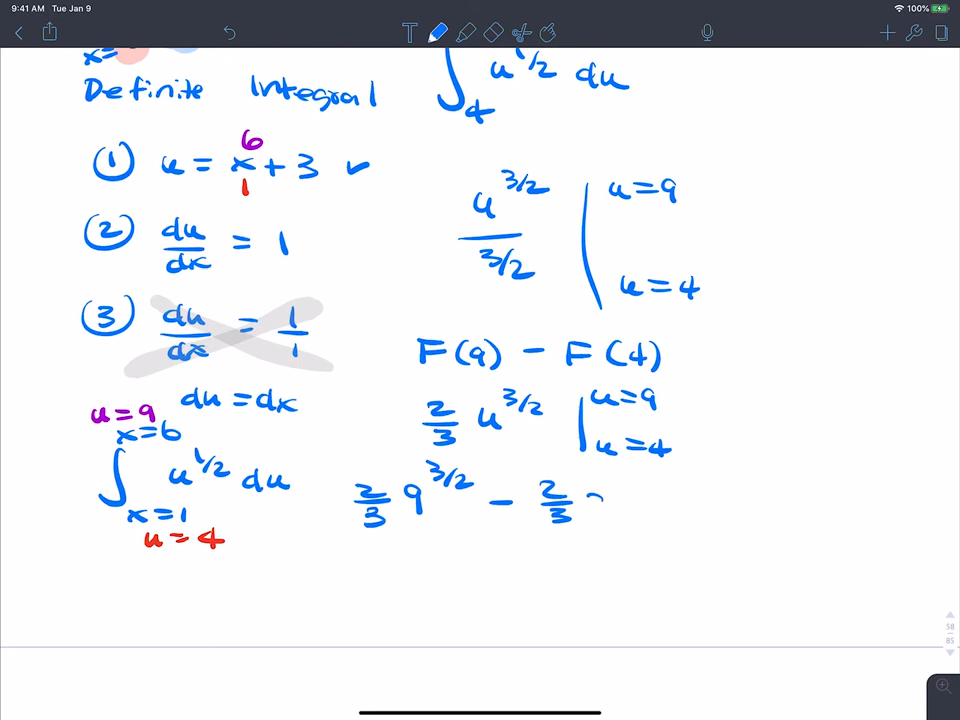 9:41 AM Tue Jan 9
100%
x=
Definite Integral
① u = x + 3 ✓
6
1
② du/dx = 1
③ du/dx = 1/1
du = dx
u = 9
x = 6
∫ u^1/2 du
x = 1
u = 4
∫ u^1/2 du
4
u^3/2 / 3/2 | u = 9
u = 4
F(9) − F(4)
2/3 u^3/2 | u = 9
u = 4
2/3 9^3/2 − 2/3
58
85